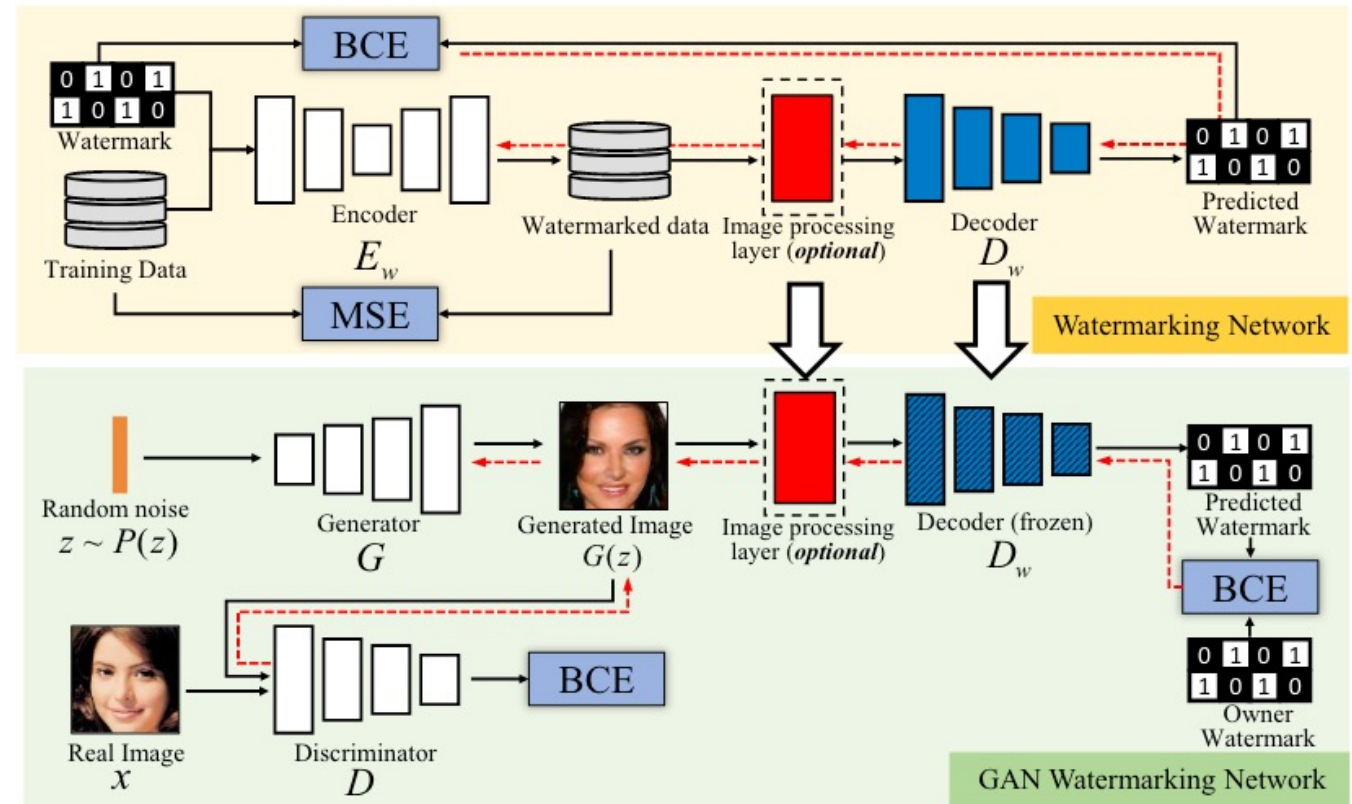 BCE
0 1 0 1
1 0 1 0
Watermark
Training Data
Encoder
E_w
Watermarked data
Image processing
layer (optional)
Decoder
D_w
0 1 0 1
1 0 1 0
Predicted
Watermark
MSE
Watermarking Network
Random noise
z ~ P(z)
Generator
G
Generated Image
G(z)
Image processing
layer (optional)
Decoder (frozen)
D_w
0 1 0 1
1 0 1 0
Predicted
Watermark
BCE
0 1 0 1
1 0 1 0
Owner
Watermark
Real Image
x
Discriminator
D
BCE
GAN Watermarking Network